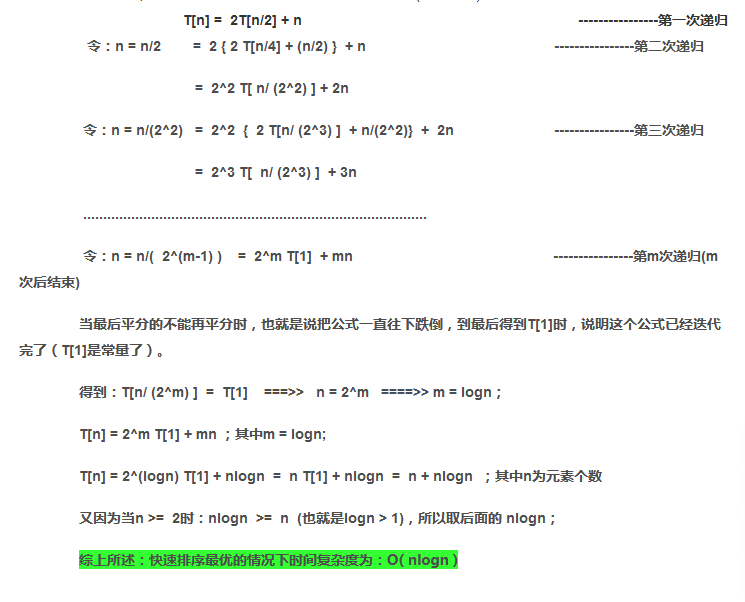 T[n] = 2T[n/2] + n ----------------第一次递归
令：n = n/2 = 2 { 2 T[n/4] + (n/2) } + n ----------------第二次递归
= 2^2 T[ n/ (2^2) ] + 2n
令：n = n/(2^2) = 2^2 { 2 T[n/ (2^3) ] + n/(2^2)} + 2n ----------------第三次递归
= 2^3 T[ n/ (2^3) ] + 3n
......................................................................................
令：n = n/( 2^(m-1) ) = 2^m T[1] + mn ----------------第m次递归(m
次后结束)
当最后平分的不能再平分时，也就是说把公式一直往下跌倒，到最后得到T[1]时，说明这个公式已经迭代
完了（T[1]是常量了）。
得到：T[n/ (2^m) ] = T[1] ===>> n = 2^m ====>> m = logn；
T[n] = 2^m T[1] + mn ；其中m = logn;
T[n] = 2^(logn) T[1] + nlogn = n T[1] + nlogn = n + nlogn ；其中n为元素个数
又因为当n >= 2时：nlogn >= n (也就是logn > 1)，所以取后面的 nlogn；
综上所述：快速排序最优的情况下时间复杂度为：O( nlogn )